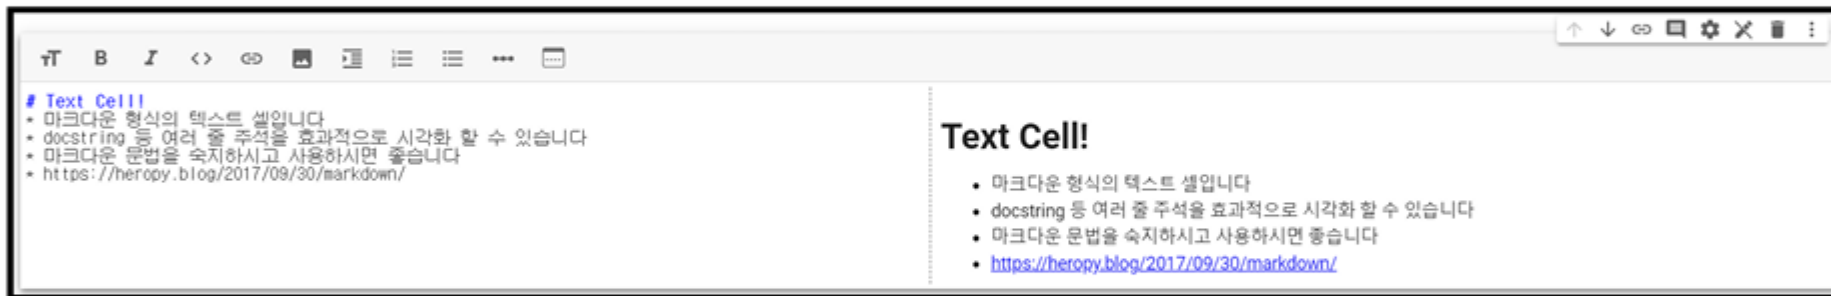 # Text Cell!
* 마크다운 형식의 텍스트 셀입니다
* docstring 등 여러 줄 주석을 효과적으로 시각화 할 수 있습니다
* 마크다운 문법을 숙지하시고 사용하시면 좋습니다
* https://heropy.blog/2017/09/30/markdown/
Text Cell!
• 마크다운 형식의 텍스트 셀입니다
• docstring 등 여러 줄 주석을 효과적으로 시각화 할 수 있습니다
• 마크다운 문법을 숙지하시고 사용하시면 좋습니다
• https://heropy.blog/2017/09/30/markdown/